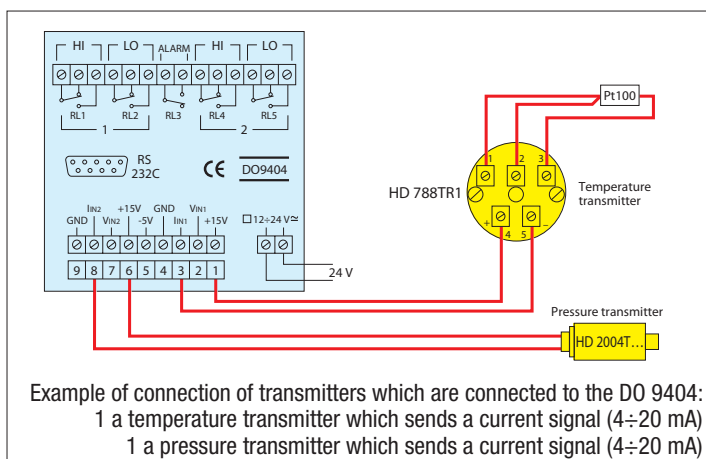 HI LO ALARM HI LO
RL1 RL2 RL3 RL4 RL5
1 2
RS
232C
CE DO9404
IIN2 +15V GND VIN1
GND VIN2 -5V IIN1 +15V
12÷24 V≃
9 8 7 6 5 4 3 2 1
24 V
Pt100
1 2 3
HD 788TR1
Temperature
transmitter
+ 4 5 –
Pressure transmitter
HD 2004T...
Example of connection of transmitters which are connected to the DO 9404:
1 a temperature transmitter which sends a current signal (4÷20 mA)
1 a pressure transmitter which sends a current signal (4÷20 mA)